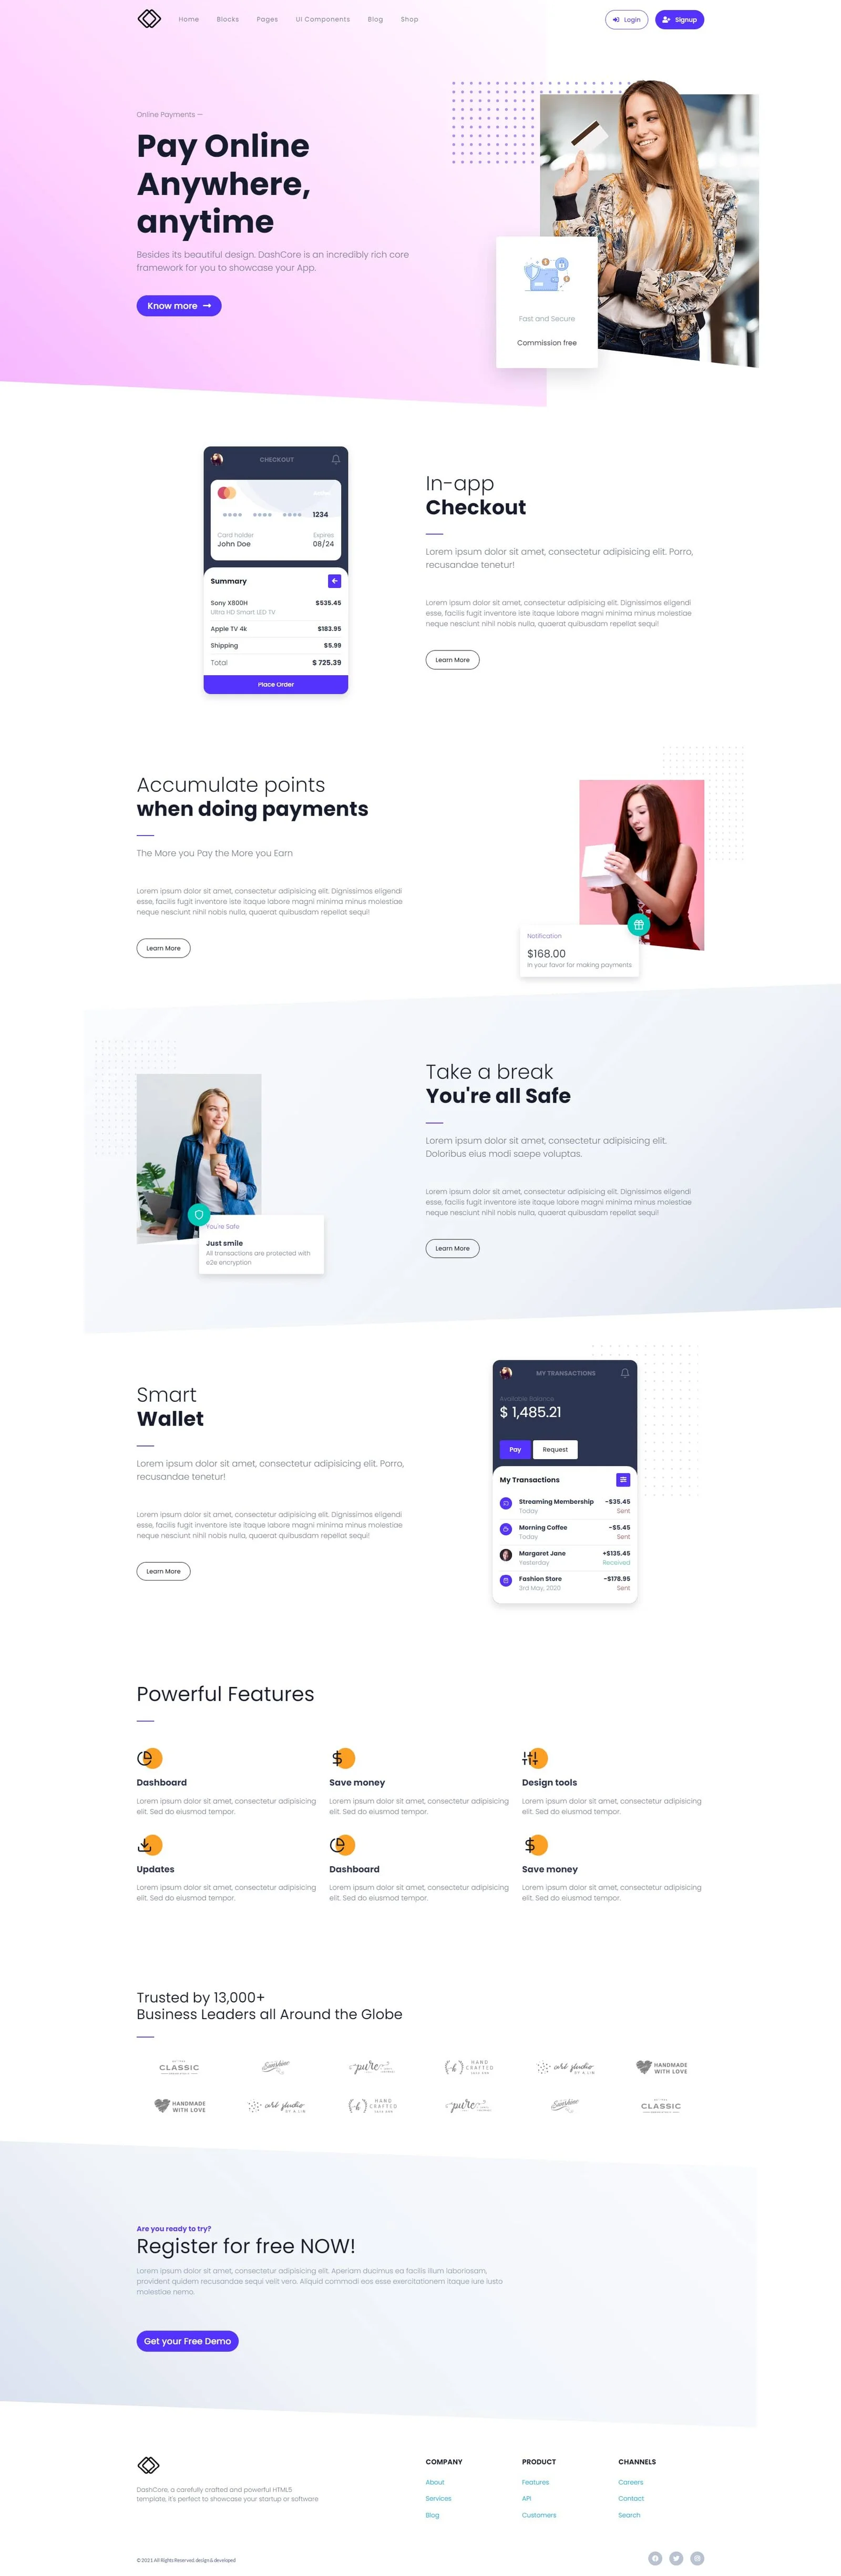 Home Blocks Pages UI Components Blog Shop Login Signup
Online Payments —
Pay Online
Anywhere,
anytime
Besides its beautiful design. DashCore is an incredibly rich core
framework for you to showcase your App.
Know more
Fast and Secure
Commission free
CHECKOUT
1234
Card holder Expires
John Doe 08/24
Summary
Sony X800H $535.45
Ultra HD Smart LED TV
Apple TV 4k $183.95
Shipping $5.99
Total $ 725.39
Place Order
In-app
Checkout
Lorem ipsum dolor sit amet, consectetur adipisicing elit. Porro,
recusandae tenetur!
Lorem ipsum dolor sit amet, consectetur adipisicing elit. Dignissimos eligendi
esse, facilis fugit inventore iste itaque labore magni minima minus molestiae
neque nesciunt nihil nobis nulla, quaerat quibusdam repellat sequi!
Learn More
Accumulate points
when doing payments
The More you Pay the More you Earn
Lorem ipsum dolor sit amet, consectetur adipisicing elit. Dignissimos eligendi
esse, facilis fugit inventore iste itaque labore magni minima minus molestiae
neque nesciunt nihil nobis nulla, quaerat quibusdam repellat sequi!
Learn More
Notification
$168.00
In your favor for making payments
Take a break
You're all Safe
Lorem ipsum dolor sit amet, consectetur adipisicing elit.
Doloribus eius modi saepe voluptas.
Lorem ipsum dolor sit amet, consectetur adipisicing elit. Dignissimos eligendi
esse, facilis fugit inventore iste itaque labore magni minima minus molestiae
neque nesciunt nihil nobis nulla, quaerat quibusdam repellat sequi!
Learn More
You're Safe
Just smile
All transactions are protected with
e2e encryption
Smart
Wallet
Lorem ipsum dolor sit amet, consectetur adipisicing elit. Porro,
recusandae tenetur!
Lorem ipsum dolor sit amet, consectetur adipisicing elit. Dignissimos eligendi
esse, facilis fugit inventore iste itaque labore magni minima minus molestiae
neque nesciunt nihil nobis nulla, quaerat quibusdam repellat sequi!
Learn More
MY TRANSACTIONS
Available Balance
$ 1,485.21
Pay Request
My Transactions
Streaming Membership -$35.45
Today Sent
Morning Coffee -$5.45
Today Sent
Margaret Jane +$135.45
Yesterday Received
Fashion Store -$178.95
3rd May, 2020 Sent
Powerful Features
Dashboard Save money Design tools
Lorem ipsum dolor sit amet, consectetur adipisicing Lorem ipsum dolor sit amet, consectetur adipisicing Lorem ipsum dolor sit amet, consectetur adipisicing
elit. Sed do eiusmod tempor. elit. Sed do eiusmod tempor. elit. Sed do eiusmod tempor.
Updates Dashboard Save money
Lorem ipsum dolor sit amet, consectetur adipisicing Lorem ipsum dolor sit amet, consectetur adipisicing Lorem ipsum dolor sit amet, consectetur adipisicing
elit. Sed do eiusmod tempor. elit. Sed do eiusmod tempor. elit. Sed do eiusmod tempor.
Trusted by 13,000+
Business Leaders all Around the Globe
CLASSIC Sunshine pure HAND CRAFTED art studio HANDMADE WITH LOVE
HANDMADE WITH LOVE art studio HAND CRAFTED pure Sunshine CLASSIC
Are you ready to try?
Register for free NOW!
Lorem ipsum dolor sit amet, consectetur adipisicing elit. Aperiam ducimus ea facilis illum laboriosam,
provident quidem recusandae sequi velit vero. Aliquid commodi eos esse exercitationem itaque iure iusto
molestiae nemo.
Get your Free Demo
COMPANY PRODUCT CHANNELS
About Features Careers
Services API Contact
Blog Customers Search
DashCore, a carefully crafted and powerful HTML5
template, it's perfect to showcase your startup or software
© 2021. All Rights Reserved. design & developed